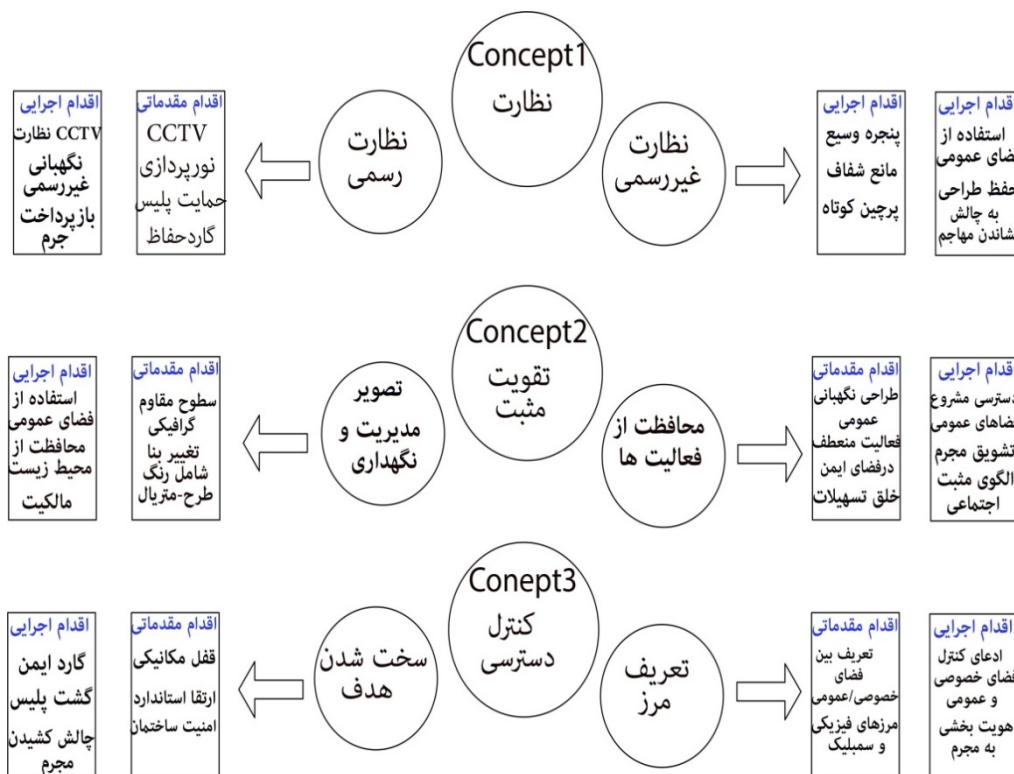 Concept1
نظارت
نظارت
غیررسمی
اقدام اجرایی
پنجره وسیع
مانع شفاف
پرچین کوتاه
اقدام اجرایی
استفاده از
عمومی
طراحی
به چالش
مهاجم
نظارت
رسمی
اقدام مقدماتی
CCTV
نورپردازی
حمایت پلیس
گاردحفاظ
اقدام اجرایی
نظارت CCTV
نگهبانی
غیررسمی
بازپرداخت
جرم
Concept2
تقویت
مثبت
محافظت از
فعالیت ها
اقدام مقدماتی
طراحی نگهبانی
عمومی
فعالیت منعطف
درفضای ایمن
خلق تسهیلات
اقدام اجرایی
دسترسی مشروع
عمومی
تشویق مجرم
الگوی مثبت
اجتماعی
تصویر
مدیریت و
نگهداری
اقدام مقدماتی
سطوح مقاوم
گرافیکی
تغییر بنا
شامل رنگ
طرح-متریال
اقدام اجرایی
استفاده از
فضای عمومی
محافظت از
محیط زیست
مالکیت
Conept3
کنترل
دسترسی
تعریف
مرز
اقدام مقدماتی
تعریف بین
فضای
خصوصی/عمومی
مرزهای فیزیکی
و سمبلیک
اقدام اجرایی
ادعای کنترل
فضای خصوصی
و عمومی
هویت بخشی
به مجرم
سخت شدن
هدف
اقدام مقدماتی
قفل مکانیکی
ارتقا استاندارد
امنیت ساختمان
اقدام اجرایی
گارد ایمن
گشت پلیس
چالش کشیدن
مجرم